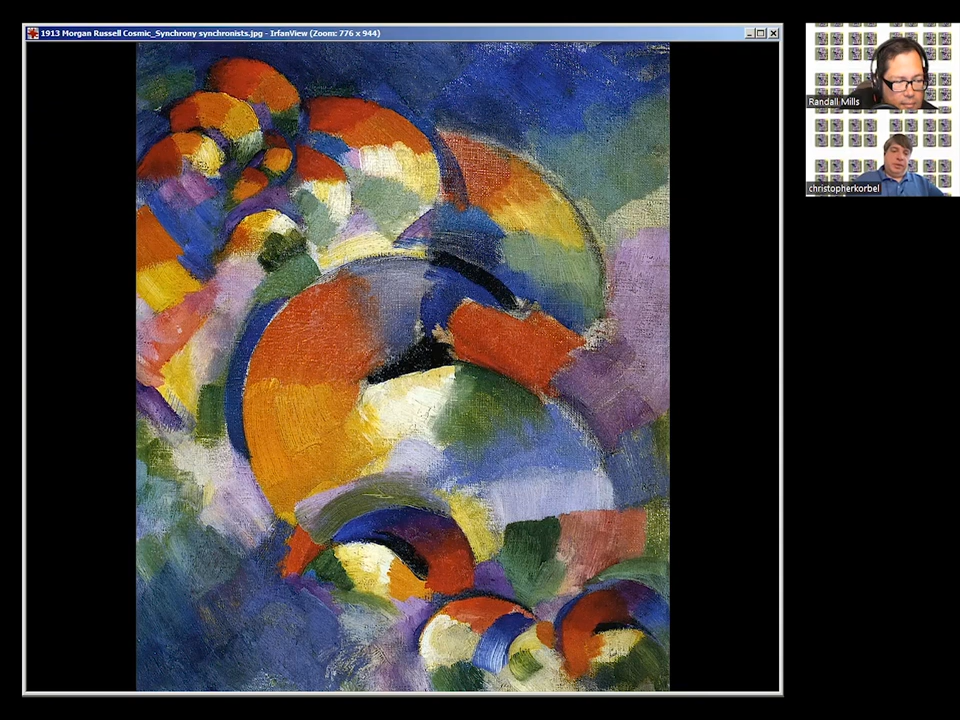 1913 Morgan Russell Cosmic_Synchrony synchronists.jpg - IrfanView (Zoom: 776 x 944)
Randall Mills
christopherkorbel